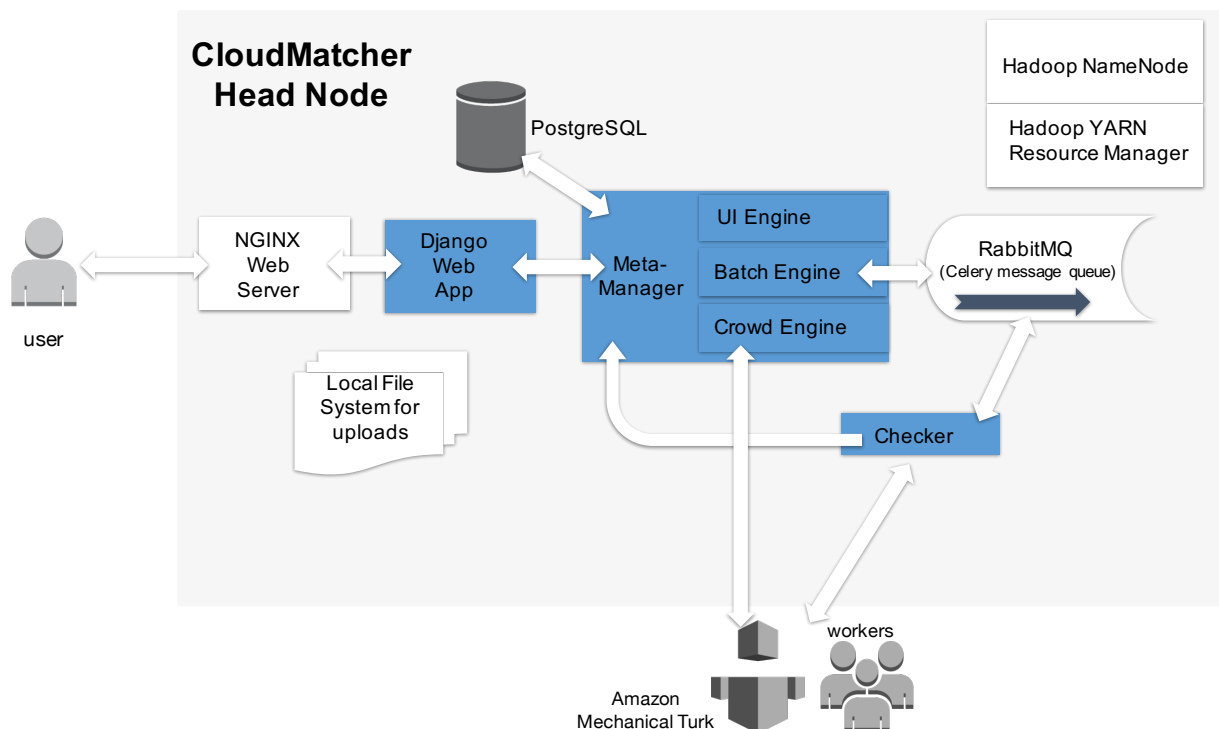 CloudMatcher
Head Node
Hadoop NameNode
Hadoop YARN
Resource Manager
PostgreSQL
user
NGINX
Web
Server
Django
Web
App
Meta-
Manager
UI Engine
Batch Engine
Crowd Engine
RabbitMQ
(Celery message queue)
Local File
System for
uploads
Checker
workers
Amazon
Mechanical Turk